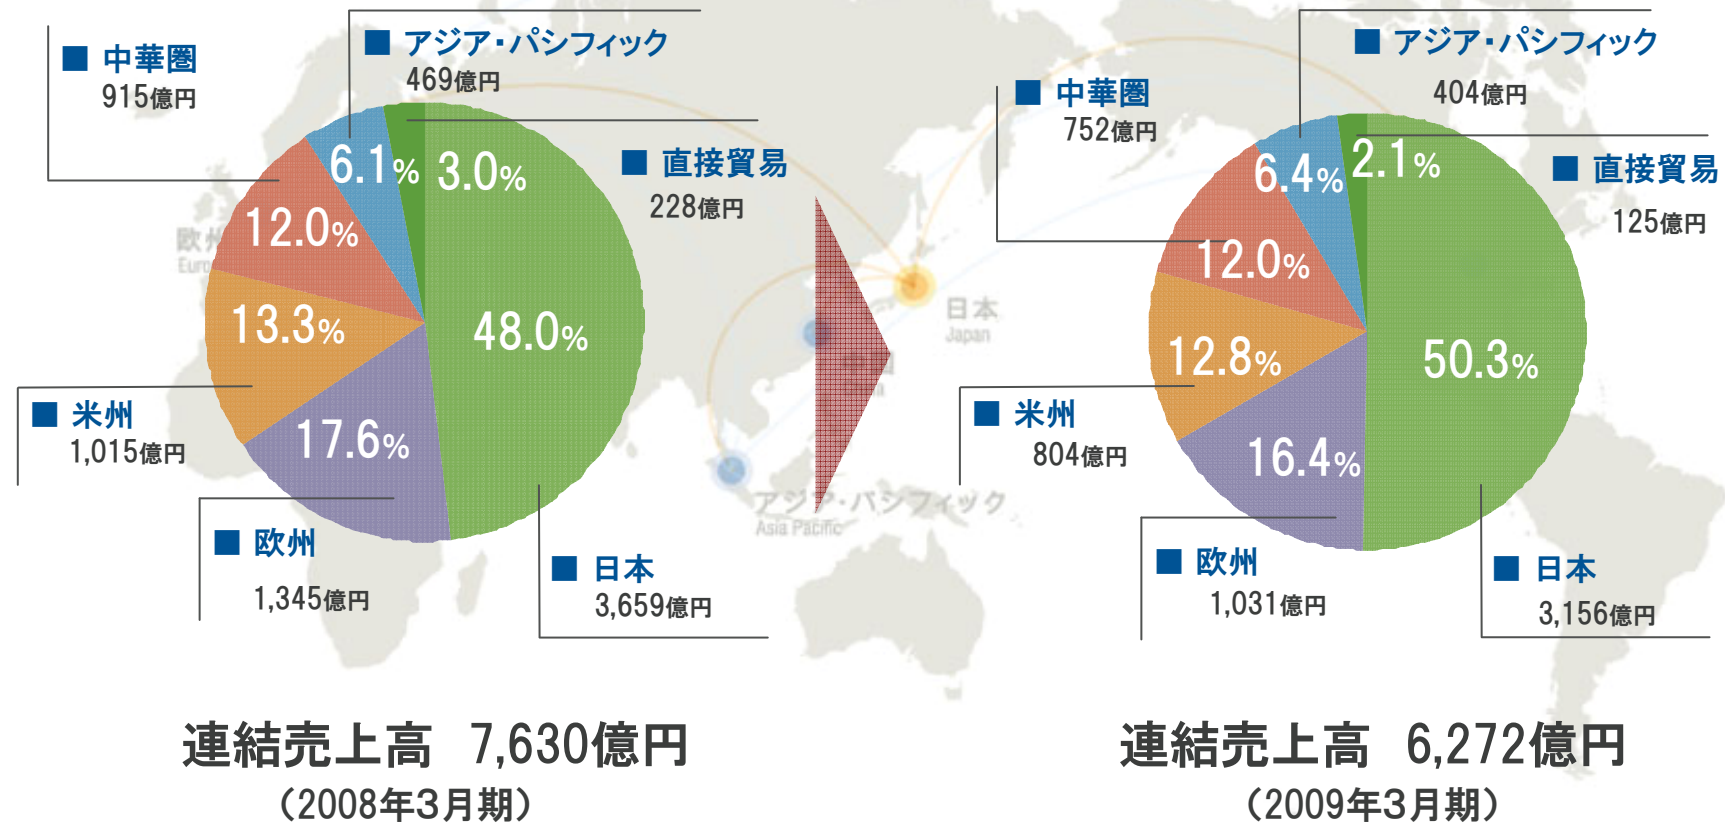 ■ 中華圏
915億円
■ アジア・パシフィック
469億円
■ 直接貿易
228億円
6.1%
3.0%
12.0%
13.3%
48.0%
17.6%
■ 米州
1,015億円
■ 欧州
1,345億円
■ 日本
3,659億円
連結売上高 7,630億円
（2008年３月期）
欧州
日本
Japan
アジア・パシフィック
Asia Pacific
■ アジア・パシフィック
404億円
■ 中華圏
752億円
■ 直接貿易
125億円
6.4%
2.1%
12.0%
12.8%
50.3%
16.4%
■ 米州
804億円
■ 欧州
1,031億円
■ 日本
3,156億円
連結売上高 6,272億円
（2009年３月期）